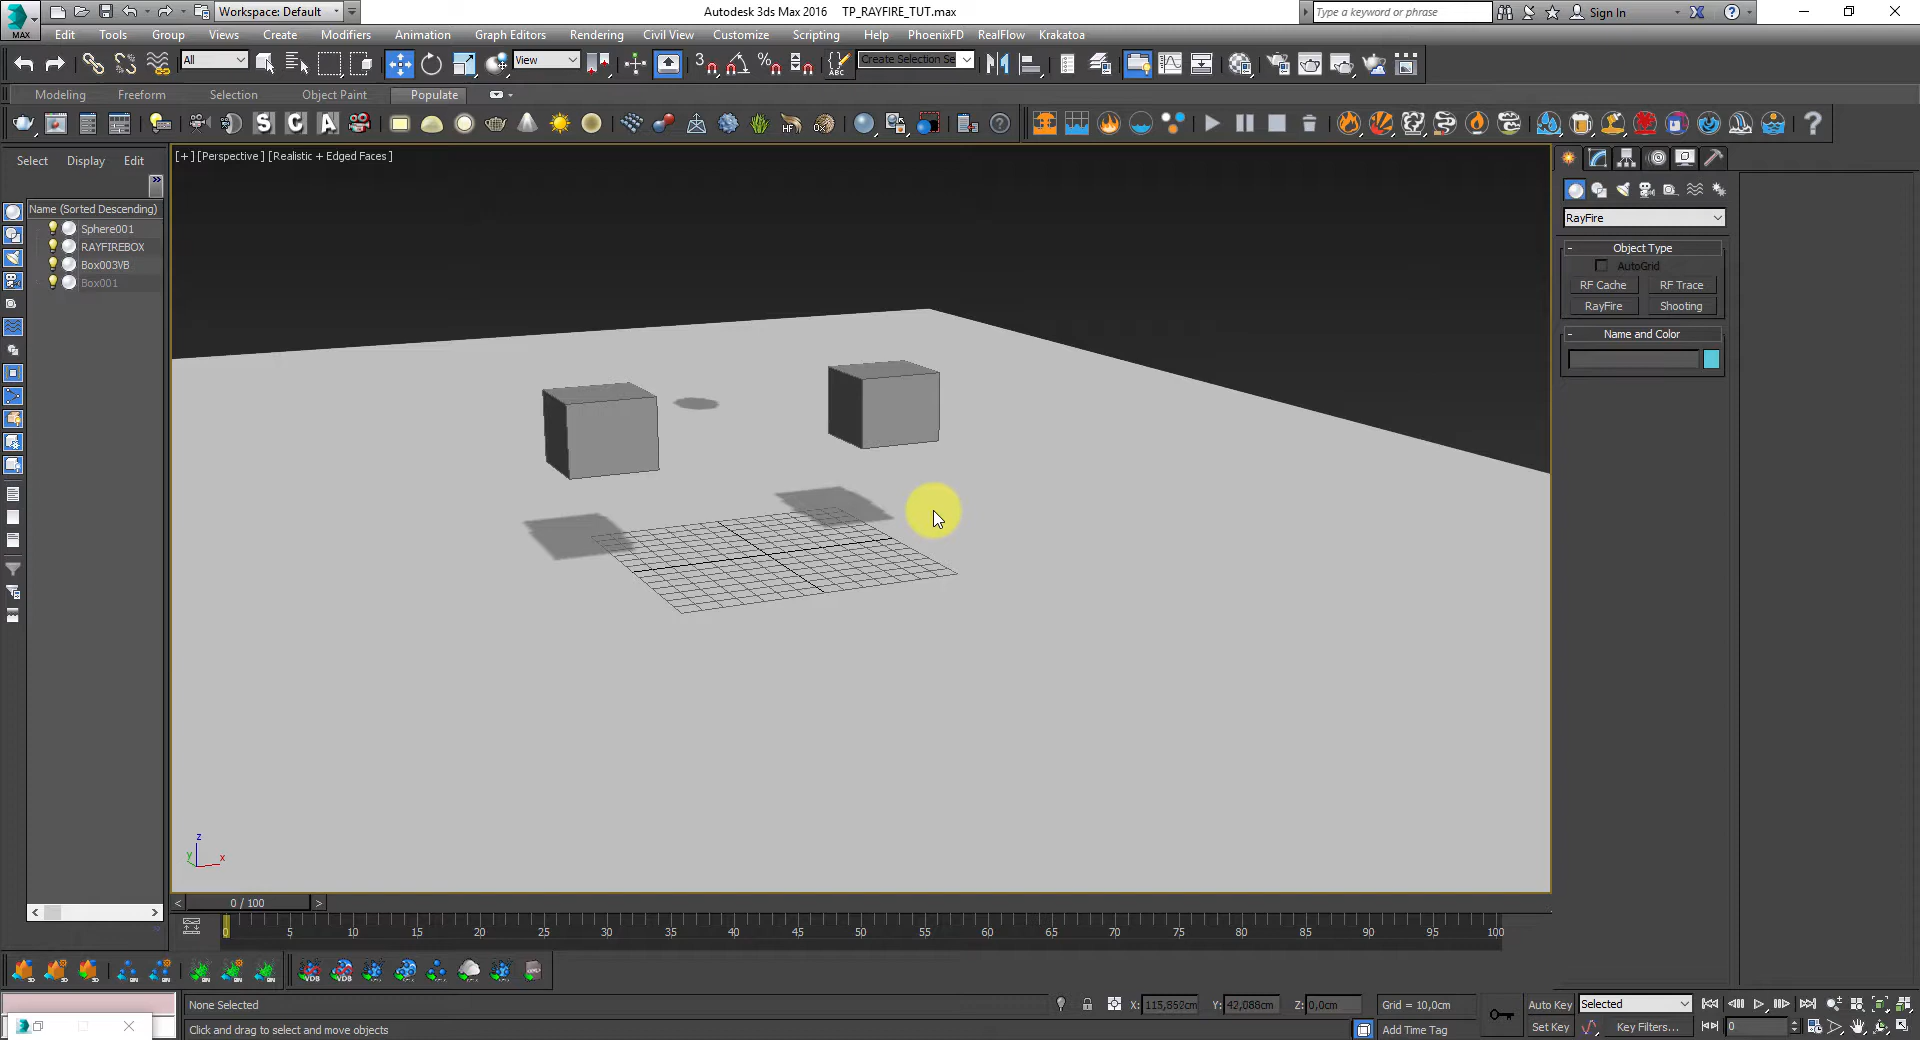 Workspace: Default
Autodesk 3ds Max 2016 TP_RAYFIRE_TUT.max
Type a keyword or phrase
Sign In
MAX
Edit Tools Group Views Create Modifiers Animation Graph Editors Rendering Civil View Customize Scripting Help PhoenixFD RealFlow Krakatoa
All
View
3
ABC
Create Selection Se
Modeling Freeform Selection Object Paint Populate
S C A
HF
Select Display Edit
[+] [Perspective] [Realistic + Edged Faces]
Name (Sorted Descending)
Sphere001
RAYFIREBOX
Box003VB
Box001
RayFire
Object Type
AutoGrid
RF Cache RF Trace
RayFire Shooting
Name and Color
z
y
x
0 / 100
0 5 10 15 20 25 30 35 40 45 50 55 60 65 70 75 80 85 90 95 100
VDB VDB
None Selected
X: 115,852cm Y: 42,088cm Z: 0,0cm Grid = 10,0cm
Auto Key Selected
Click and drag to select and move objects
Add Time Tag
Set Key Key Filters...
0